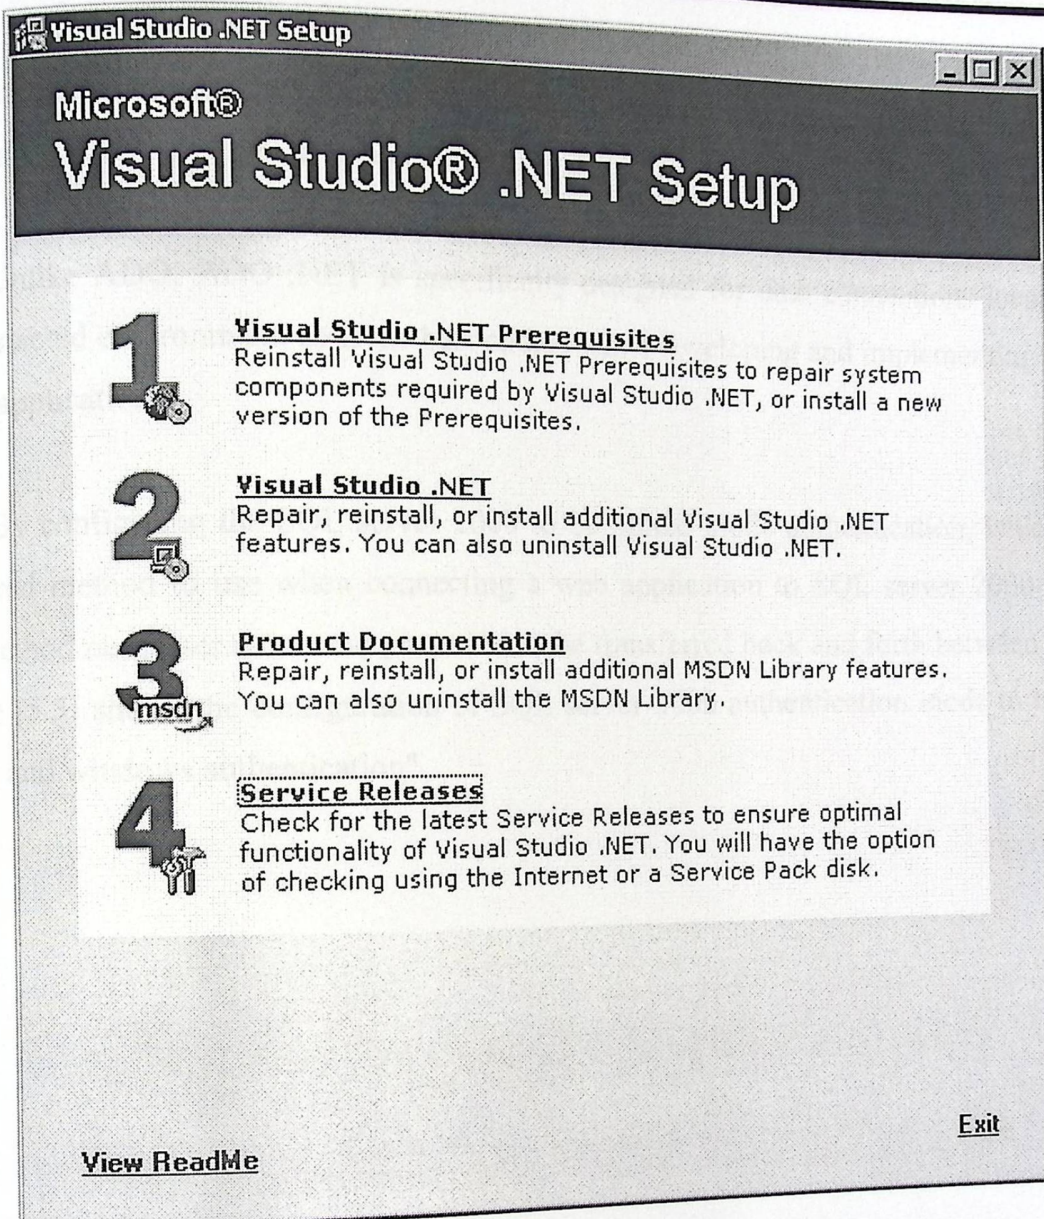 Visual Studio .NET Setup
Microsoft®
Visual Studio® .NET Setup
1
Visual Studio .NET Prerequisites
Reinstall Visual Studio .NET Prerequisites to repair system
components required by Visual Studio .NET, or install a new
version of the Prerequisites.
2
Visual Studio .NET
Repair, reinstall, or install additional Visual Studio .NET
features. You can also uninstall Visual Studio .NET.
3
msdn
Product Documentation
Repair, reinstall, or install additional MSDN Library features.
You can also uninstall the MSDN Library.
4
Service Releases
Check for the latest Service Releases to ensure optimal
functionality of Visual Studio .NET. You will have the option
of checking using the Internet or a Service Pack disk.
Exit
View ReadMe